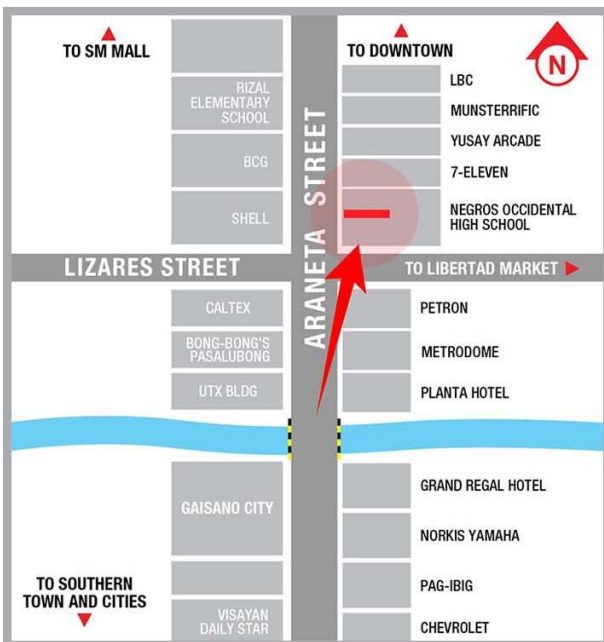 TO SM MALL
TO DOWNTOWN
N
RIZAL
ELEMENTARY
SCHOOL
BCG
SHELL
ARANETA STREET
LBC
MUNSTERRIFIC
YUSAY ARCADE
7-ELEVEN
NEGROS OCCIDENTAL
HIGH SCHOOL
LIZARES STREET
TO LIBERTAD MARKET
CALTEX
BONG-BONG'S
PASALUBONG
UTX BLDG
PETRON
METRODOME
PLANTA HOTEL
GAISANO CITY
GRAND REGAL HOTEL
NORKIS YAMAHA
PAG-IBIG
CHEVROLET
TO SOUTHERN
TOWN AND CITIES
VISAYAN
DAILY STAR